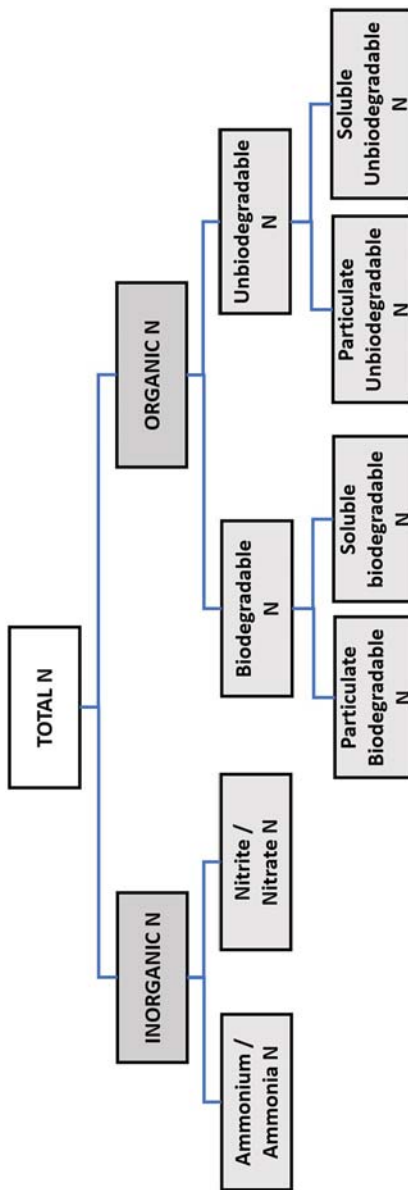 TOTAL N
INORGANIC N
ORGANIC N
Ammonium /
Ammonia N
Nitrite /
Nitrate N
Biodegradable
N
Unbiodegradable
N
Particulate
Biodegradable
N
Soluble
biodegradable
N
Particulate
Unbiodegradable
N
Soluble
Unbiodegradable
N